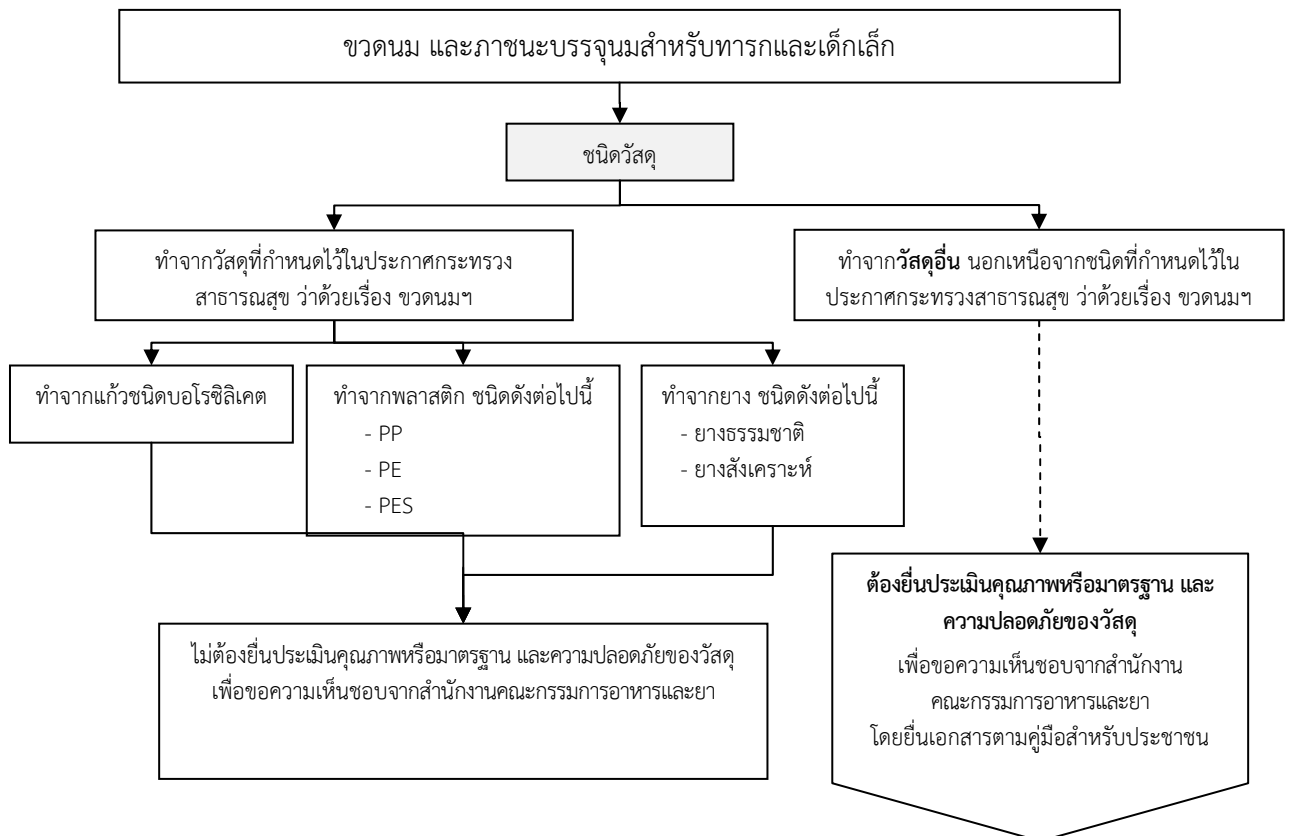 ขวดนม และภาชนะบรรจุนมสำหรับทารกและเด็กเล็ก
ชนิดวัสดุ
ทำจากวัสดุที่กำหนดไว้ในประกาศกระทรวง
สาธารณสุข ว่าด้วยเรื่อง ขวดนมฯ
ทำจากวัสดุอื่น นอกเหนือจากชนิดที่กำหนดไว้ใน
ประกาศกระทรวงสาธารณสุข ว่าด้วยเรื่อง ขวดนมฯ
ทำจากแก้วชนิดบอโรซิลิเคต
ทำจากพลาสติก ชนิดดังต่อไปนี้
- PP
- PE
- PES
ทำจากยาง ชนิดดังต่อไปนี้
- ยางธรรมชาติ
- ยางสังเคราะห์
ไม่ต้องยื่นประเมินคุณภาพหรือมาตรฐาน และความปลอดภัยของวัสดุ
เพื่อขอความเห็นชอบจากสำนักงานคณะกรรมการอาหารและยา
ต้องยื่นประเมินคุณภาพหรือมาตรฐาน และ
ความปลอดภัยของวัสดุ
เพื่อขอความเห็นชอบจากสำนักงาน
คณะกรรมการอาหารและยา
โดยยื่นเอกสารตามคู่มือสำหรับประชาชน